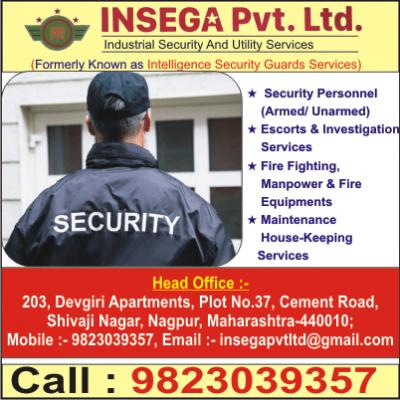 INSEGA Pvt. Ltd.
Industrial Security And Utility Services
(Formerly Known as Intelligence Security Guards Services)
★ Security Personnel
(Armed/ Unarmed)
★ Escorts & Investigation
Services
★ Fire Fighting,
Manpower & Fire
Equipments
★ Maintenance
House-Keeping
Services
SECURITY
Head Office :-
203, Devgiri Apartments, Plot No.37, Cement Road,
Shivaji Nagar, Nagpur, Maharashtra-440010;
Mobile :- 9823039357, Email :- insegapvtltd@gmail.com
Call : 9823039357